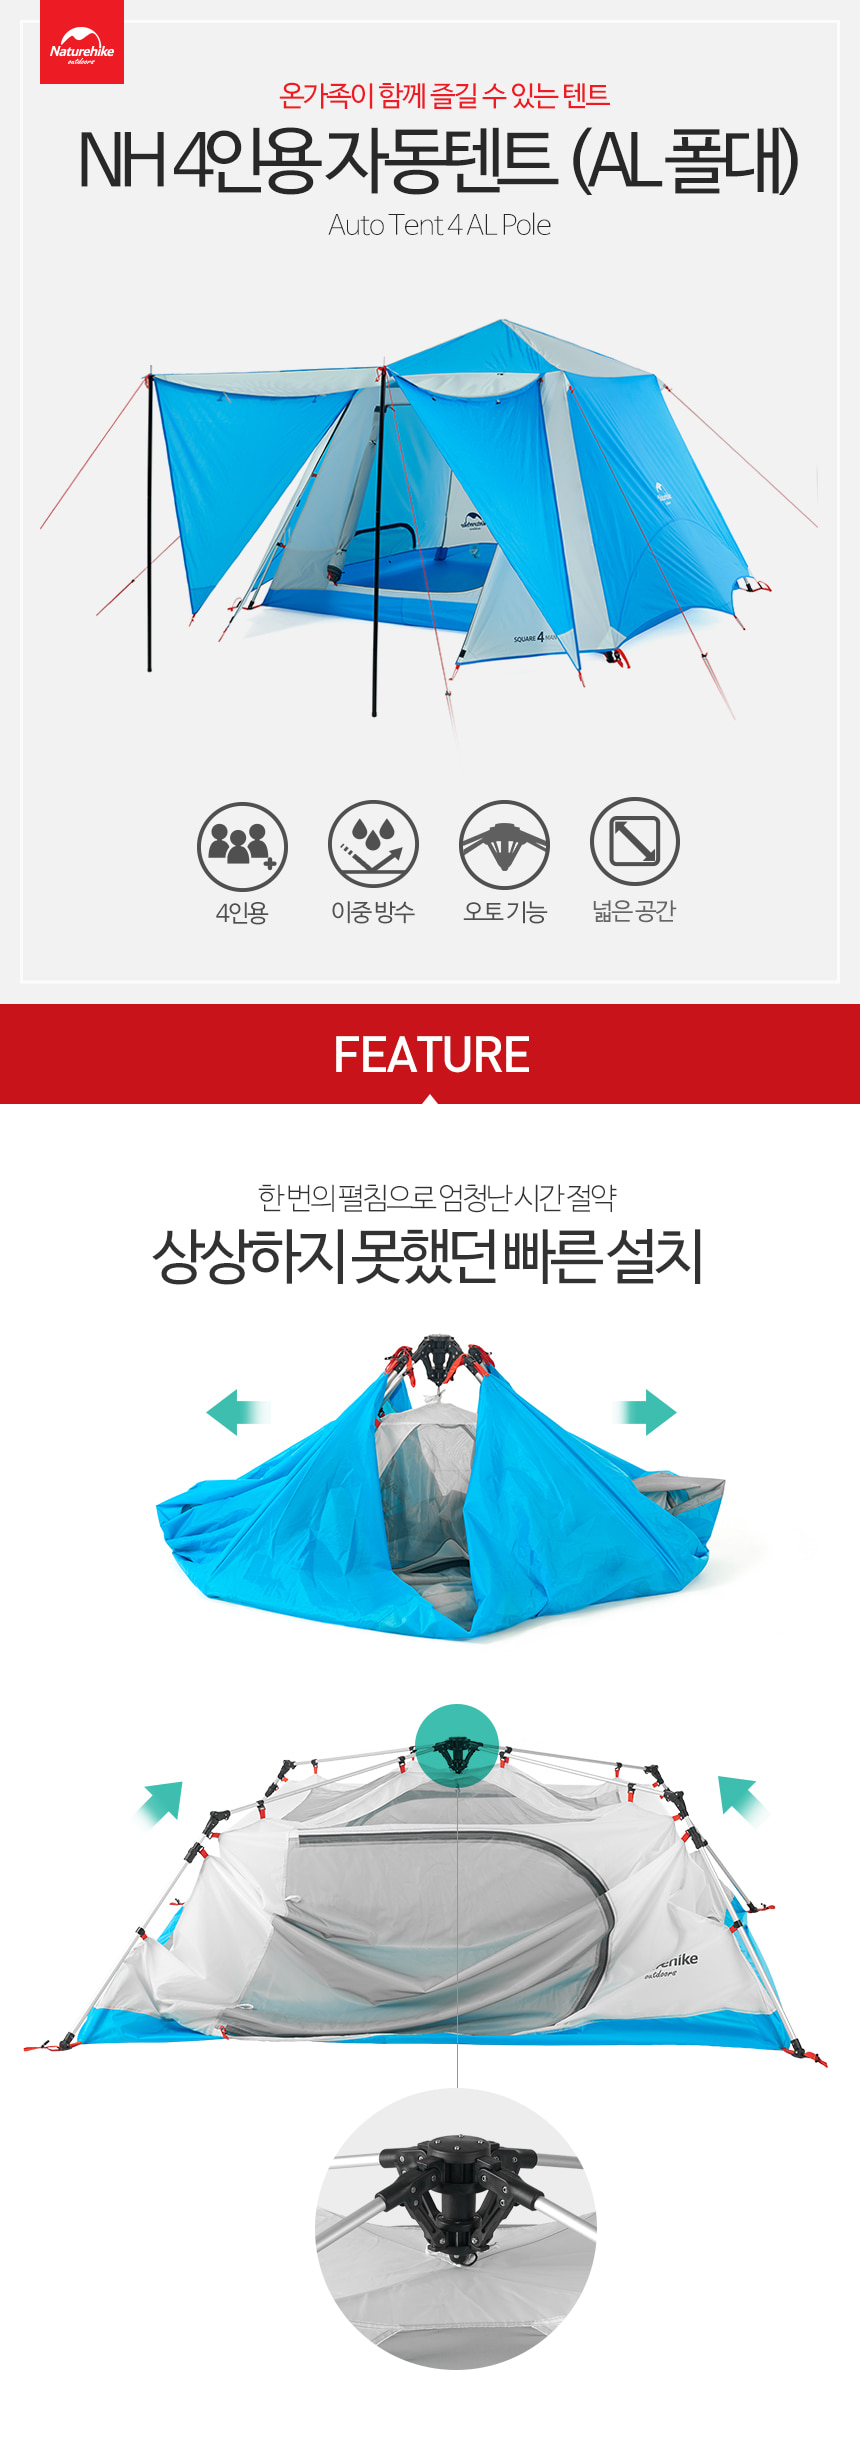 Naturehike
outdoors
온가족이 함께 즐길 수 있는 텐트
NH 4인용 자동텐트 (AL 폴대)
Auto Tent 4 AL Pole
SQUARE 4 MAN
4인용
이중 방수
오토 기능
넓은 공간
FEATURE
한 번의 펼침으로 엄청난 시간 절약
상상하지 못했던 빠른 설치
outdoors